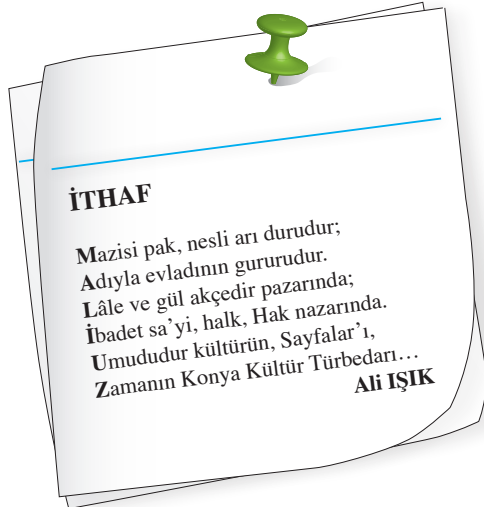 İTHAF
Mazisi pak, nesli arı durudur;
Adıyla evladının gururudur.
Lâle ve gül akçedir pazarında;
İbadet sa’yi, halk, Hak nazarında.
Umududur kültürün, Sayfalar’ı,
Zamanın Konya Kültür Türbedarı…
Ali IŞIK